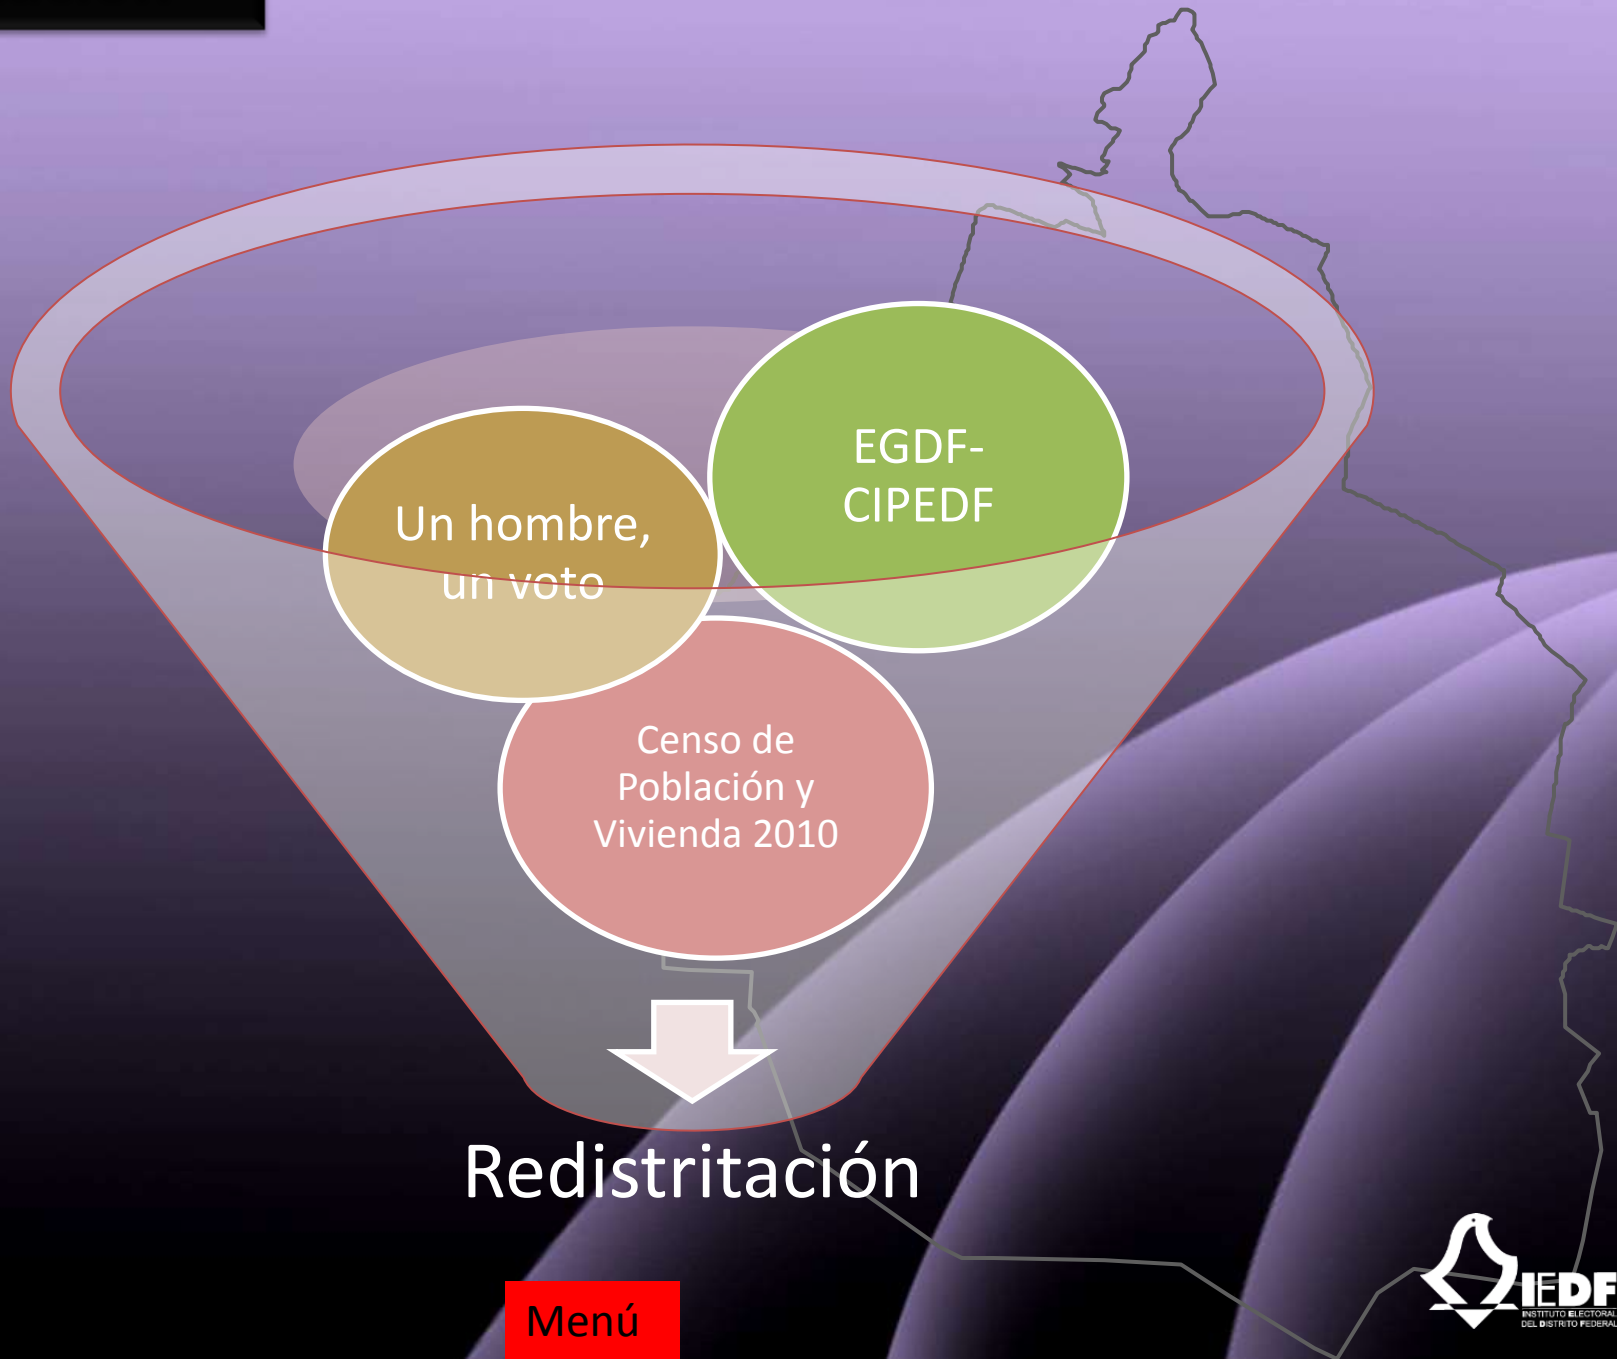 EGDF-
CIPEDF
Un hombre,
un voto
Censo de
Población y
Vivienda 2010
Redistritación
Menú
IEDF
INSTITUTO ELECTORAL
DEL DISTRITO FEDERAL